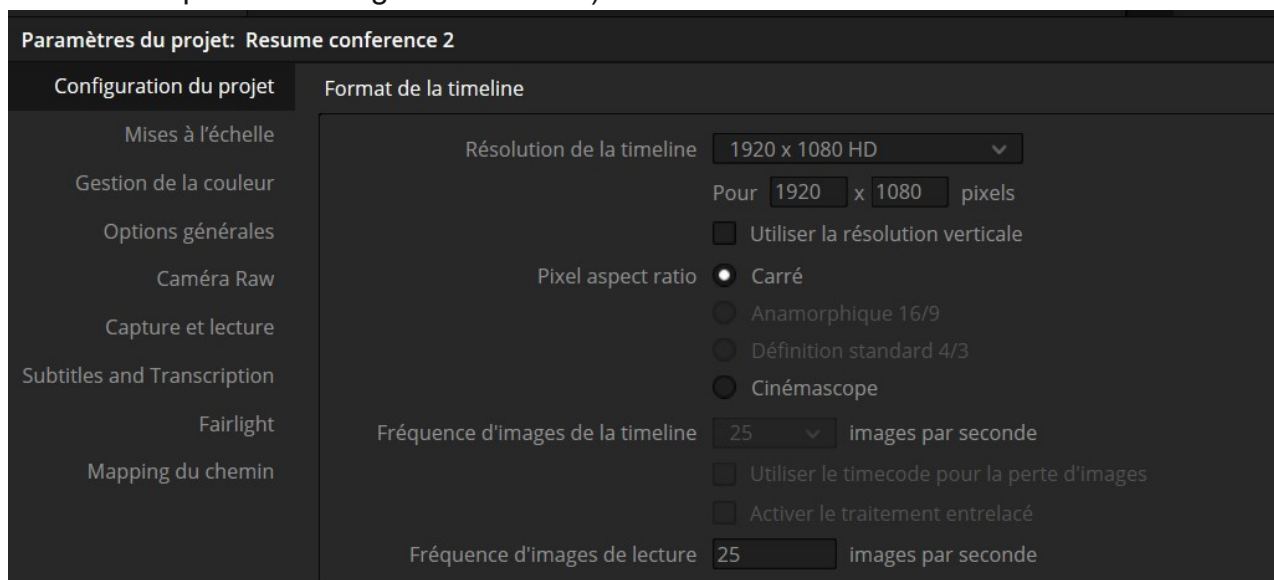 Paramètres du projet: Resume conference 2
Configuration du projet
Format de la timeline
Mises à l'échelle
Résolution de la timeline 1920 x 1080 HD
Gestion de la couleur
Pour 1920 x 1080 pixels
Options générales
Utiliser la résolution verticale
Caméra Raw
Pixel aspect ratio Carré
Anamorphique 16/9
Capture et lecture
Définition standard 4/3
Subtitles and Transcription
Cinémascope
Fairlight
Fréquence d'images de la timeline 25 images par seconde
Mapping du chemin
Utiliser le timecode pour la perte d'images
Activer le traitement entrelacé
Fréquence d'images de lecture 25 images par seconde